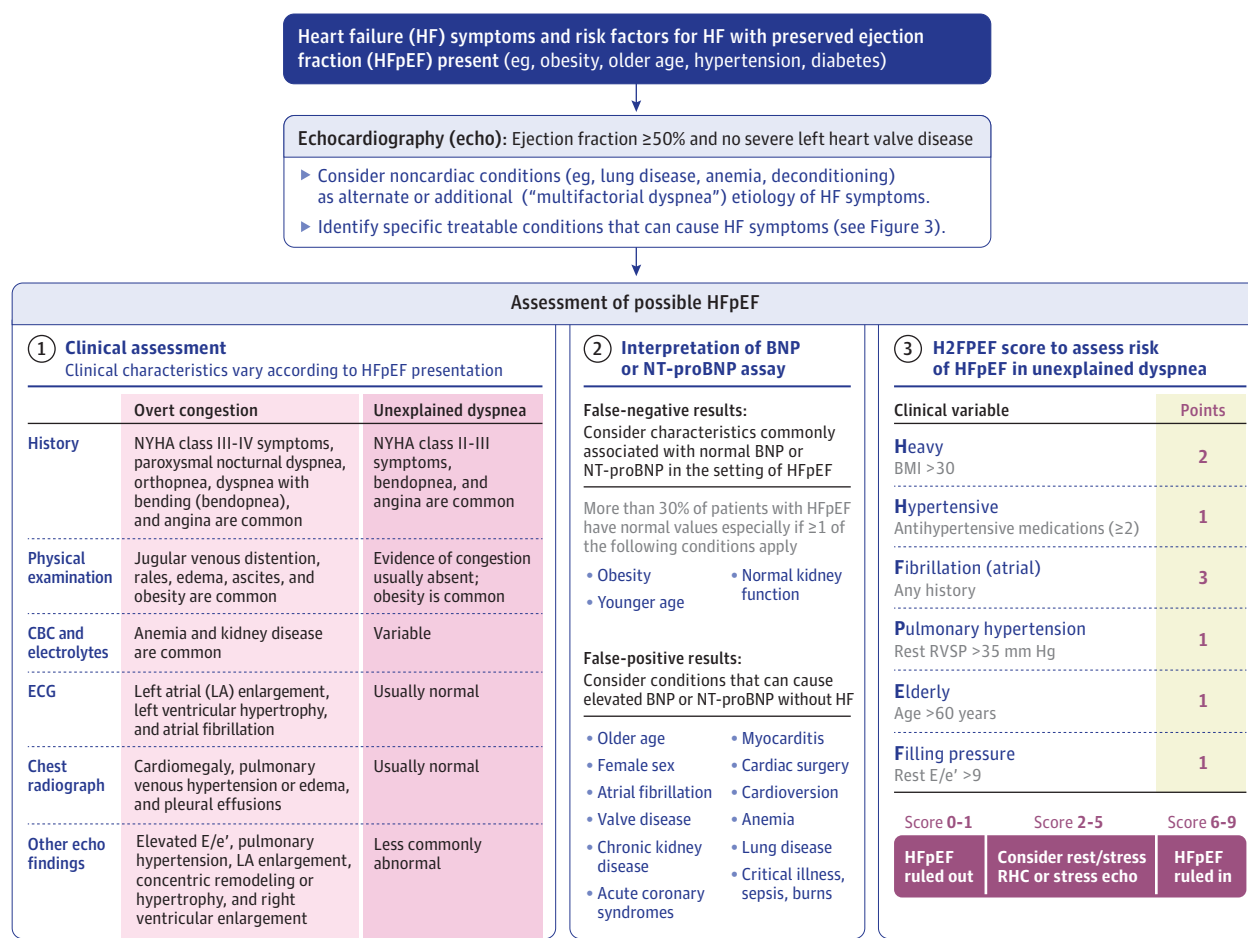 Heart failure (HF) symptoms and risk factors for HF with preserved ejection
fraction (HFpEF) present (eg, obesity, older age, hypertension, diabetes)
Echocardiography (echo): Ejection fraction ≥50% and no severe left heart valve disease
▶ Consider noncardiac conditions (eg, lung disease, anemia, deconditioning)
as alternate or additional ("multifactorial dyspnea") etiology of HF symptoms.
▶ Identify specific treatable conditions that can cause HF symptoms (see Figure 3).
Assessment of possible HFpEF
1 Clinical assessment
Clinical characteristics vary according to HFpEF presentation
Overt congestion
Unexplained dyspnea
History
NYHA class III-IV symptoms,
paroxysmal nocturnal dyspnea,
orthopnea, dyspnea with
bending (bendopnea),
and angina are common
NYHA class II-III
symptoms,
bendopnea, and
angina are common
Physical
examination
Jugular venous distention,
rales, edema, ascites, and
obesity are common
Evidence of congestion
usually absent;
obesity is common
CBC and
electrolytes
Anemia and kidney disease
are common
Variable
ECG
Left atrial (LA) enlargement,
left ventricular hypertrophy,
and atrial fibrillation
Usually normal
Chest
radiograph
Cardiomegaly, pulmonary
venous hypertension or edema,
and pleural effusions
Usually normal
Other echo
findings
Elevated E/e′, pulmonary
hypertension, LA enlargement,
concentric remodeling or
hypertrophy, and right
ventricular enlargement
Less commonly
abnormal
2 Interpretation of BNP
or NT-proBNP assay
False-negative results:
Consider characteristics commonly
associated with normal BNP or
NT-proBNP in the setting of HFpEF
More than 30% of patients with HFpEF
have normal values especially if ≥1 of
the following conditions apply
• Obesity
• Younger age
• Normal kidney
function
False-positive results:
Consider conditions that can cause
elevated BNP or NT-proBNP without HF
• Older age
• Female sex
• Atrial fibrillation
• Valve disease
• Chronic kidney
disease
• Acute coronary
syndromes
• Myocarditis
• Cardiac surgery
• Cardioversion
• Anemia
• Lung disease
• Critical illness,
sepsis, burns
3 H2FPEF score to assess risk
of HFpEF in unexplained dyspnea
Clinical variable Points
Heavy
BMI >30
2
Hypertensive
Antihypertensive medications (≥2)
1
Fibrillation (atrial)
Any history
3
Pulmonary hypertension
Rest RVSP >35 mm Hg
1
Elderly
Age >60 years
1
Filling pressure
Rest E/e′ >9
1
Score 0-1
HFpEF
ruled out
Score 2-5
Consider rest/stress
RHC or stress echo
Score 6-9
HFpEF
ruled in